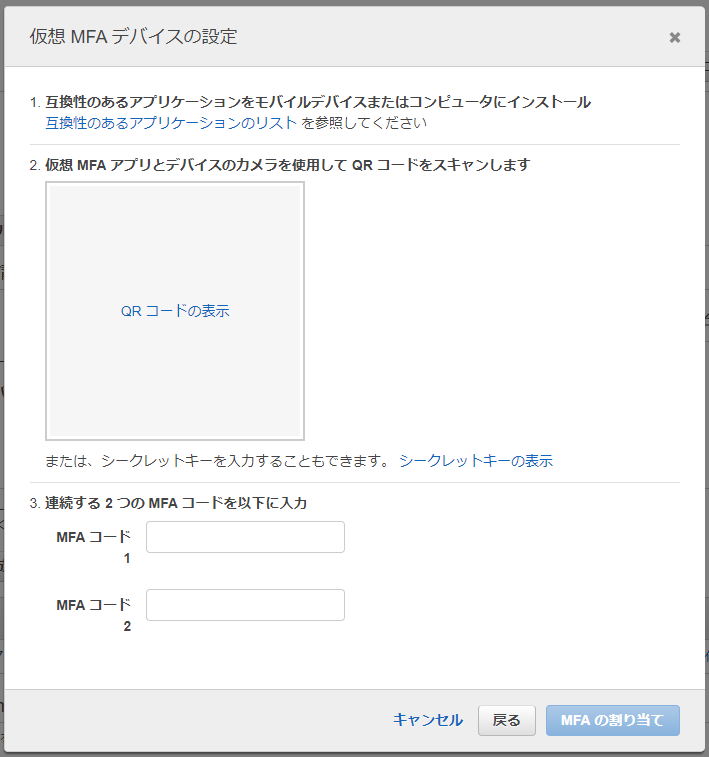 仮想 MFA デバイスの設定
1. 互換性のあるアプリケーションをモバイルデバイスまたはコンピュータにインストール
互換性のあるアプリケーションのリスト を参照してください
2. 仮想 MFA アプリとデバイスのカメラを使用して QR コードをスキャンします
QR コードの表示
または、シークレットキーを入力することもできます。 シークレットキーの表示
3. 連続する 2 つの MFA コードを以下に入力
MFA コード
1
MFA コード
2
キャンセル 戻る MFA の割り当て